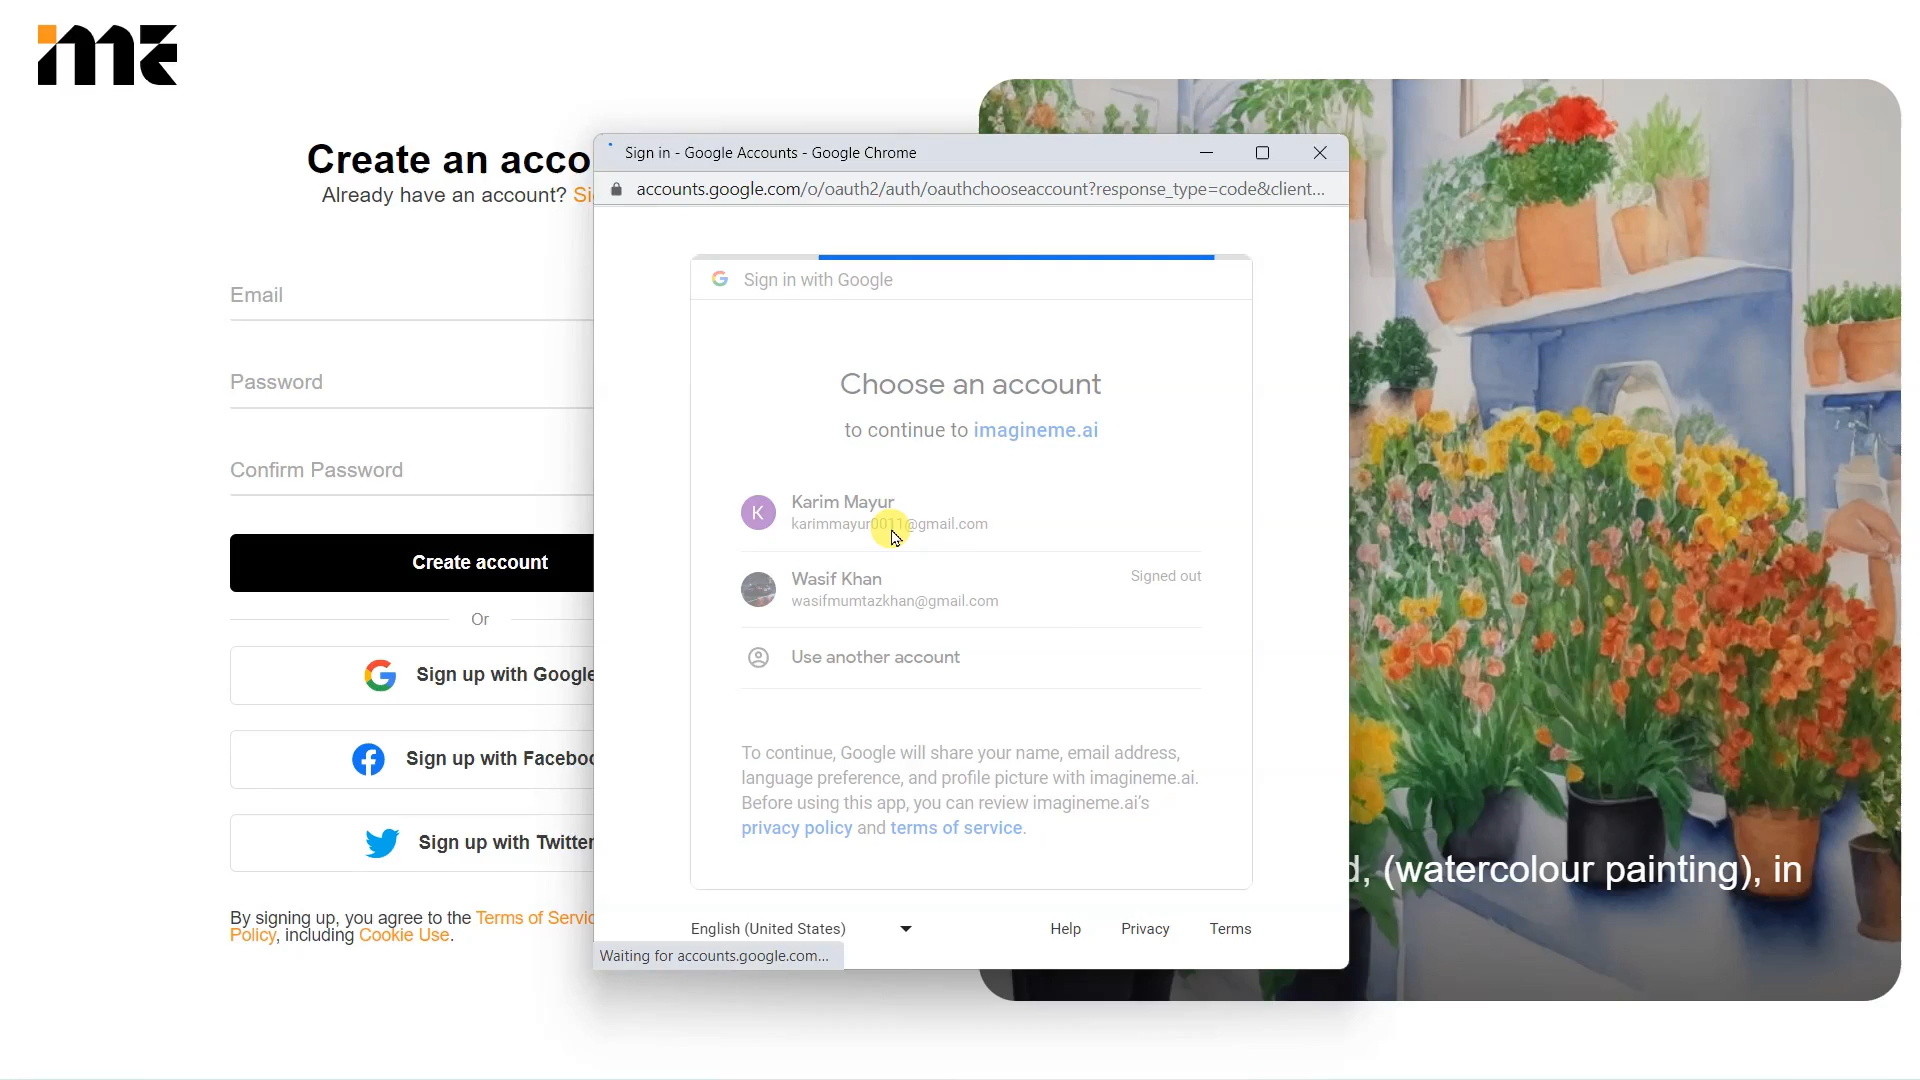 ime
Create an acco
Already have an account? Si
Email
Password
Confirm Password
Create account
Or
Sign up with Google
Sign up with Faceboo
Sign up with Twitter
By signing up, you agree to the Terms of Servic
Policy, including Cookie Use.
Sign in - Google Accounts - Google Chrome
accounts.google.com/o/oauth2/auth/oauthchooseaccount?response_type=code&client...
Sign in with Google
Choose an account
to continue to imagineme.ai
K
Karim Mayur
karimmayur0011@gmail.com
Wasif Khan
Signed out
wasifmumtazkhan@gmail.com
Use another account
To continue, Google will share your name, email address,
language preference, and profile picture with imagineme.ai.
Before using this app, you can review imagineme.ai's
privacy policy and terms of service.
English (United States)
Help
Privacy
Terms
Waiting for accounts.google.com...
d, (watercolour painting), in